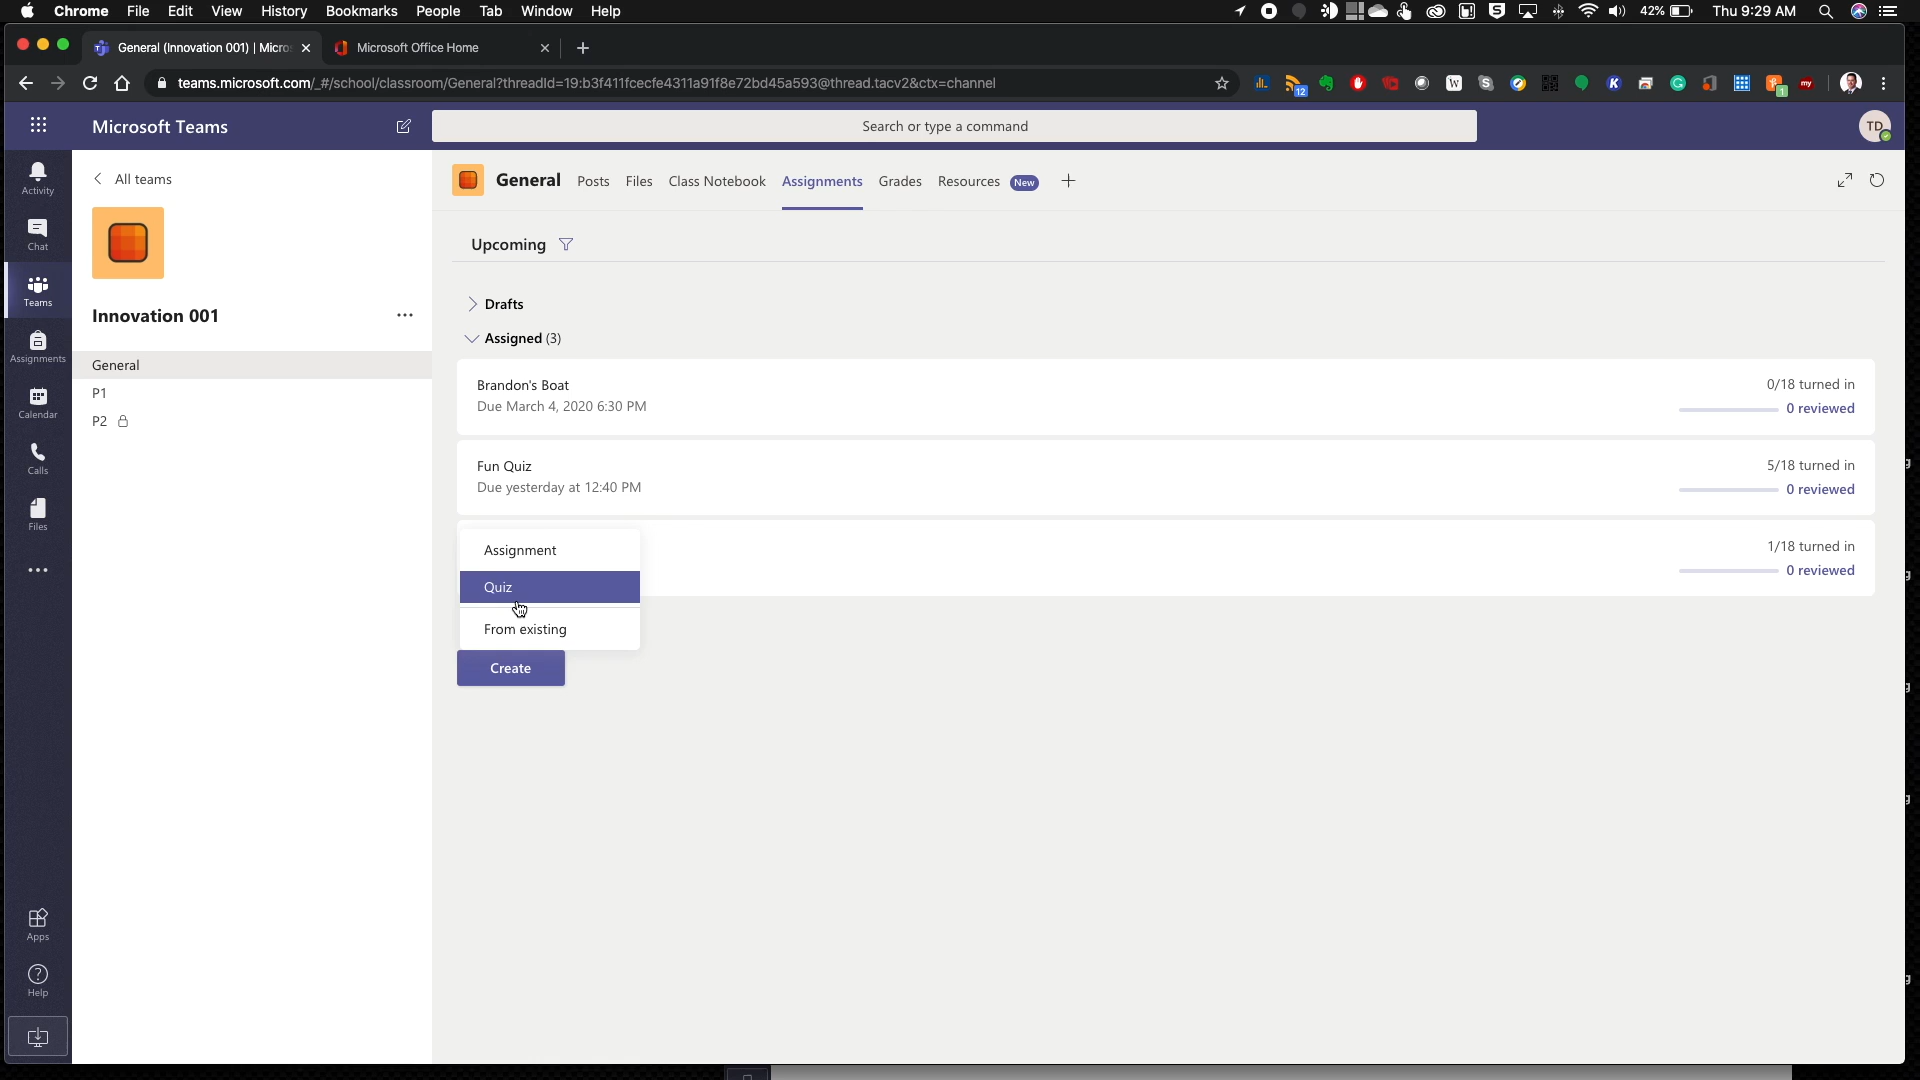 Chrome File Edit View History Bookmarks People Tab Window Help
42% Thu 9:29 AM
General (Innovation 001) | Micros
Microsoft Office Home
teams.microsoft.com/_#/school/classroom/General?threadId=19:b3f411fcecfe4311a91f8e72bd45a593@thread.tacv2&ctx=channel
12
W
K
1
my
Microsoft Teams
Search or type a command
TD
Activity
Chat
Teams
Assignments
Calendar
Calls
Files
Apps
Help
All teams
Innovation 001
General
P1
P2
General Posts Files Class Notebook Assignments Grades Resources New
Upcoming
Drafts
Assigned (3)
Brandon's Boat
Due March 4, 2020 6:30 PM
0/18 turned in
0 reviewed
Fun Quiz
Due yesterday at 12:40 PM
5/18 turned in
0 reviewed
1/18 turned in
0 reviewed
Assignment
Quiz
From existing
Create